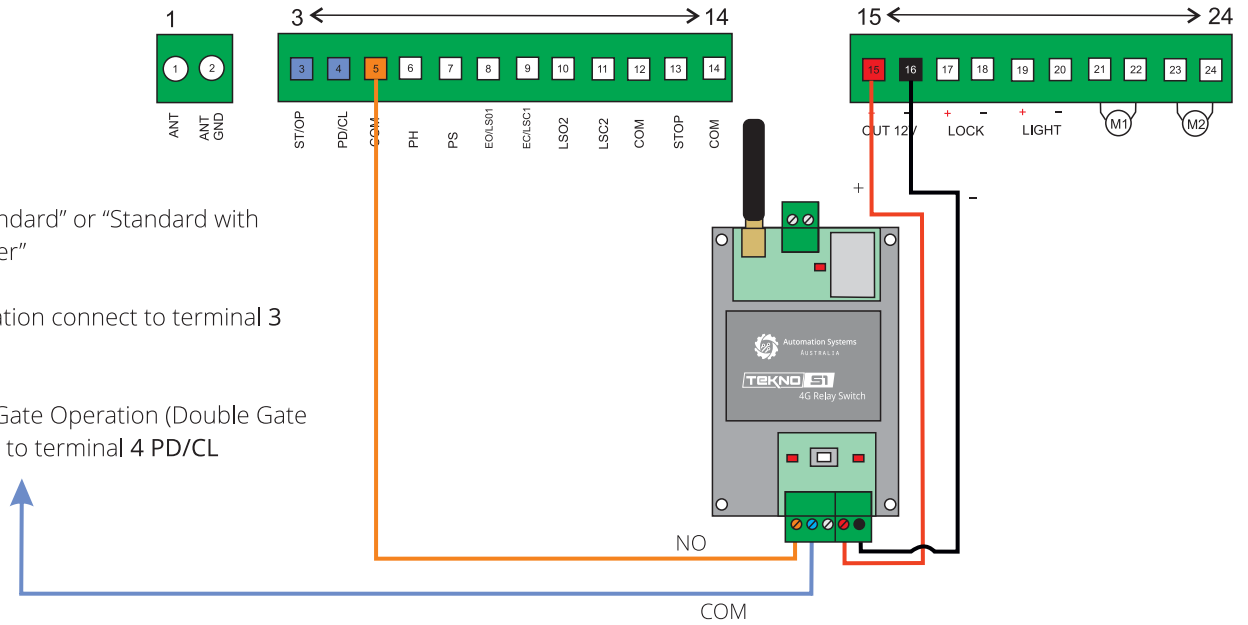 1
3
14
15
24
1
2
3
4
5
6
7
8
9
10
11
12
13
14
15
16
17
18
19
20
21
22
23
24
ANT
ANT GND
ST/OP
PD/CL
COM
PH
PS
EO/LS01
EC/LSC1
LSO2
LSC2
COM
STOP
COM
+ -
OUT 12V
+ -
LOCK
+ -
LIGHT
M1
M2
+
-
ndard” or “Standard with
er”
ation connect to terminal 3
Gate Operation (Double Gate
to terminal 4 PD/CL
Automation Systems
AUSTRALIA
TEKNO S1
4G Relay Switch
NO
COM